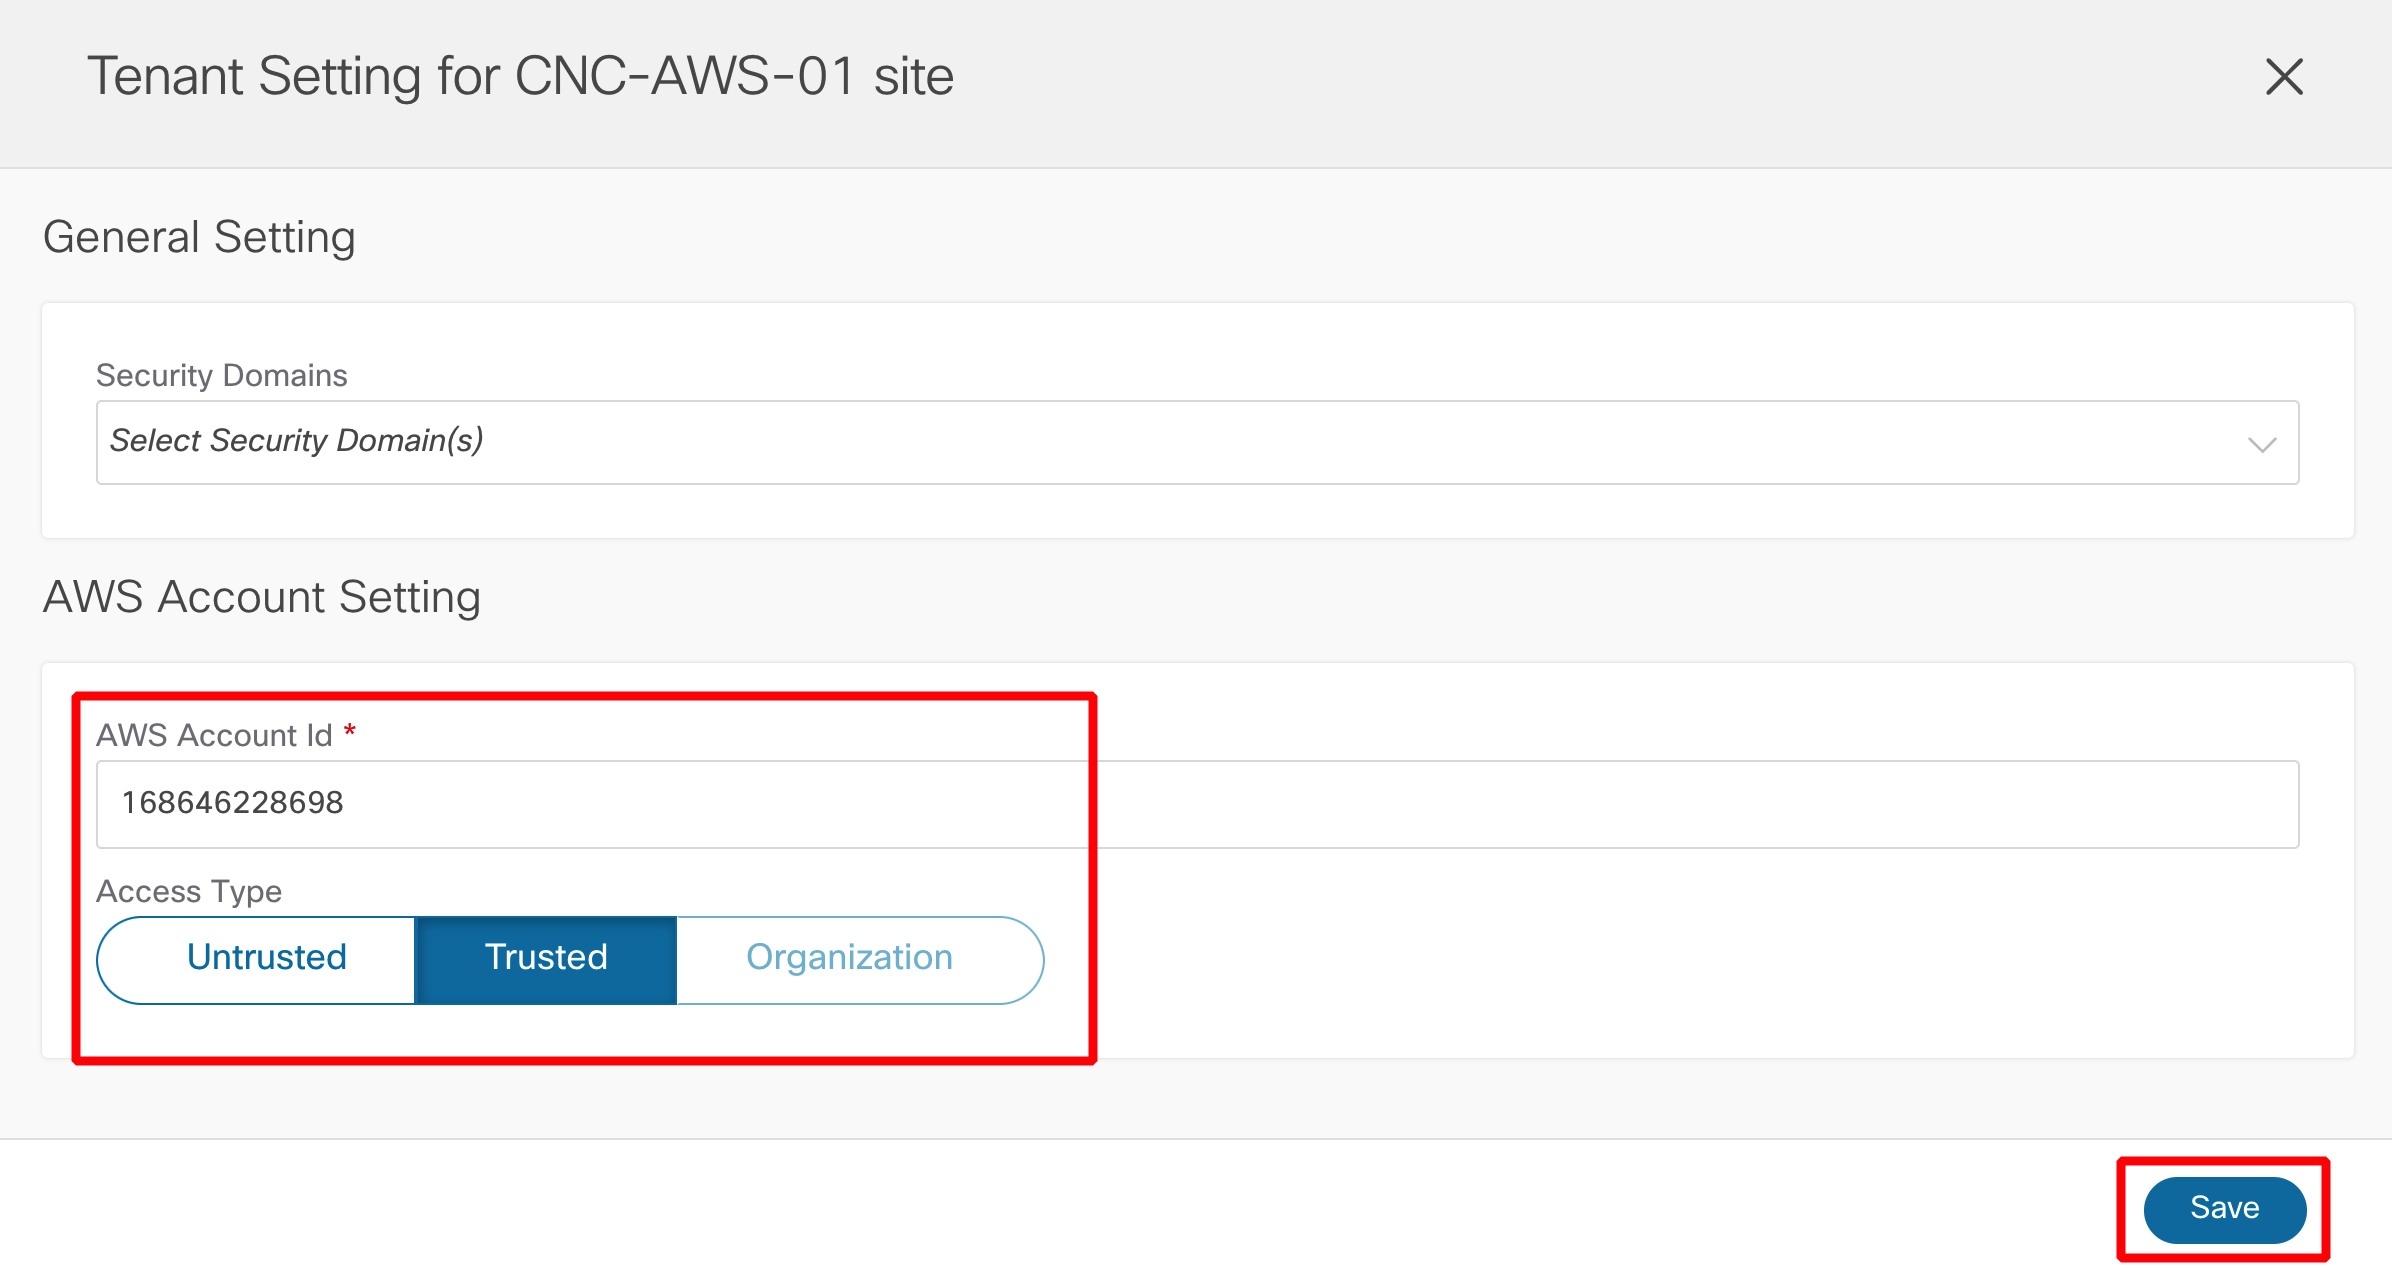 Tenant Setting for CNC-AWS-01 site
General Setting
Security Domains
Select Security Domain(s)
AWS Account Setting
AWS Account Id *
168646228698
Access Type
Untrusted Trusted Organization
Save